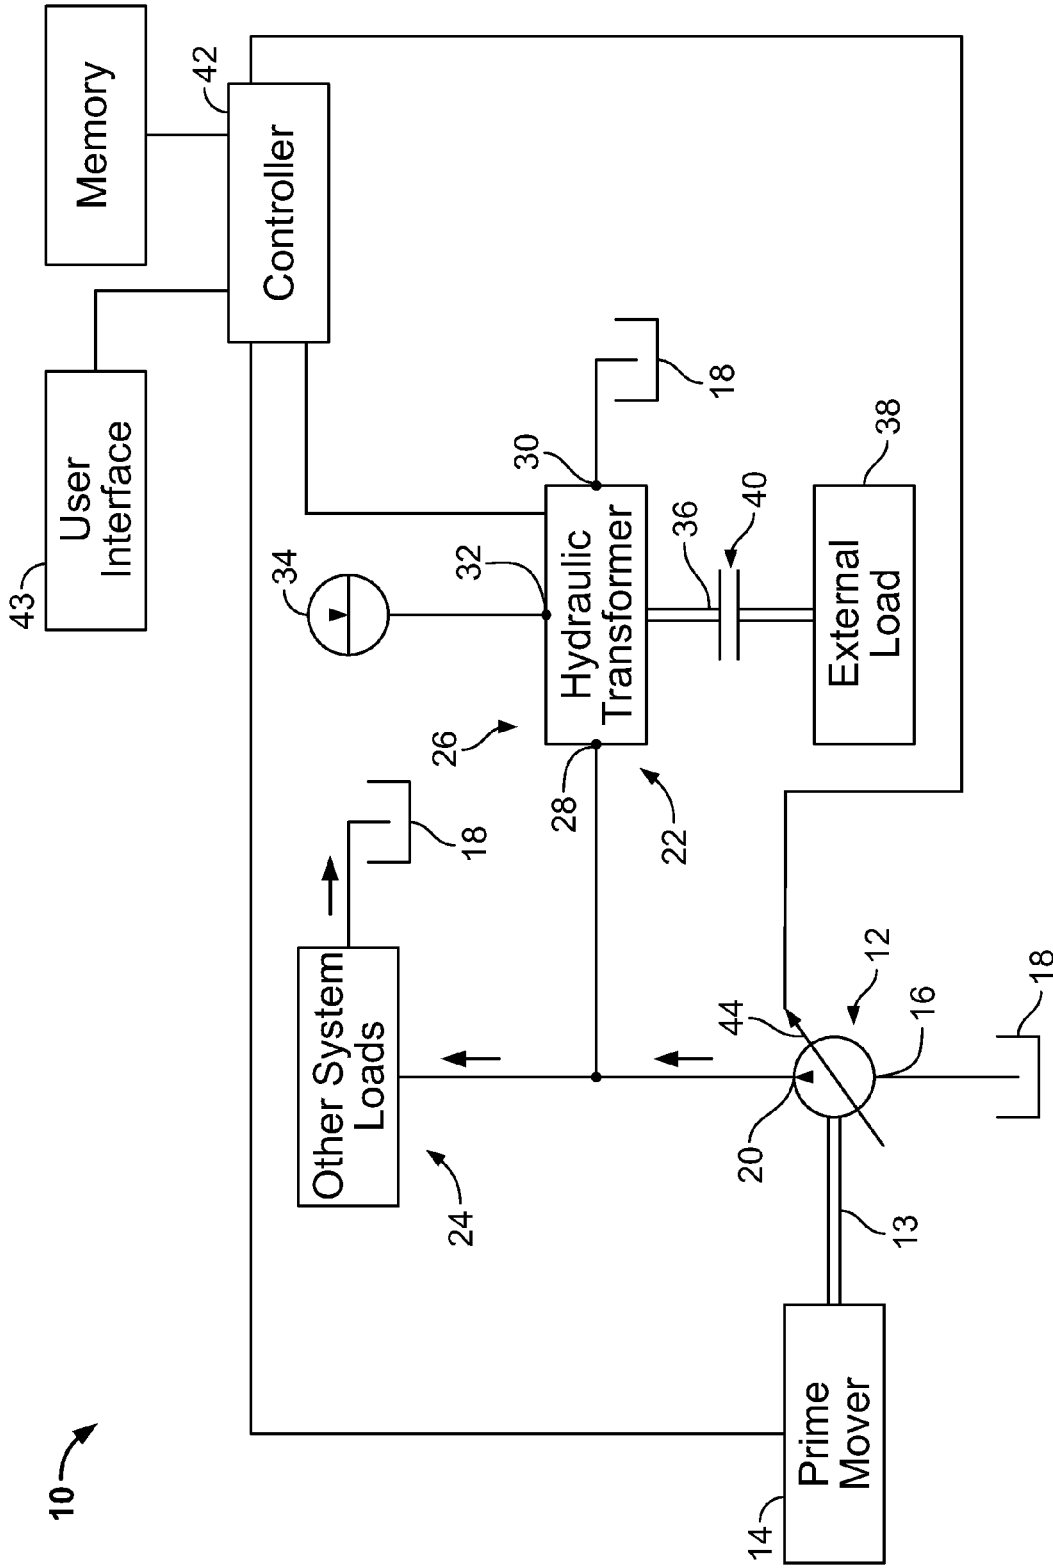 10
43
User
Interface
Memory
42
Controller
34
Other System
Loads
24
18
26
32
30
28
Hydraulic
Transformer
22
36
18
40
44
20
14
Prime
Mover
13
12
16
18
38
External
Load